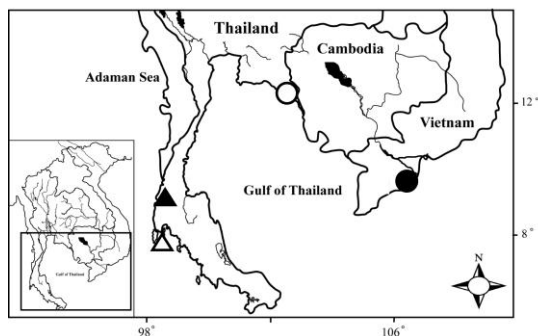 Thailand
Cambodia
Adaman Sea
12
Vietnam
Gulf of Thailand
8
Gulf of Thailand
N
98
106